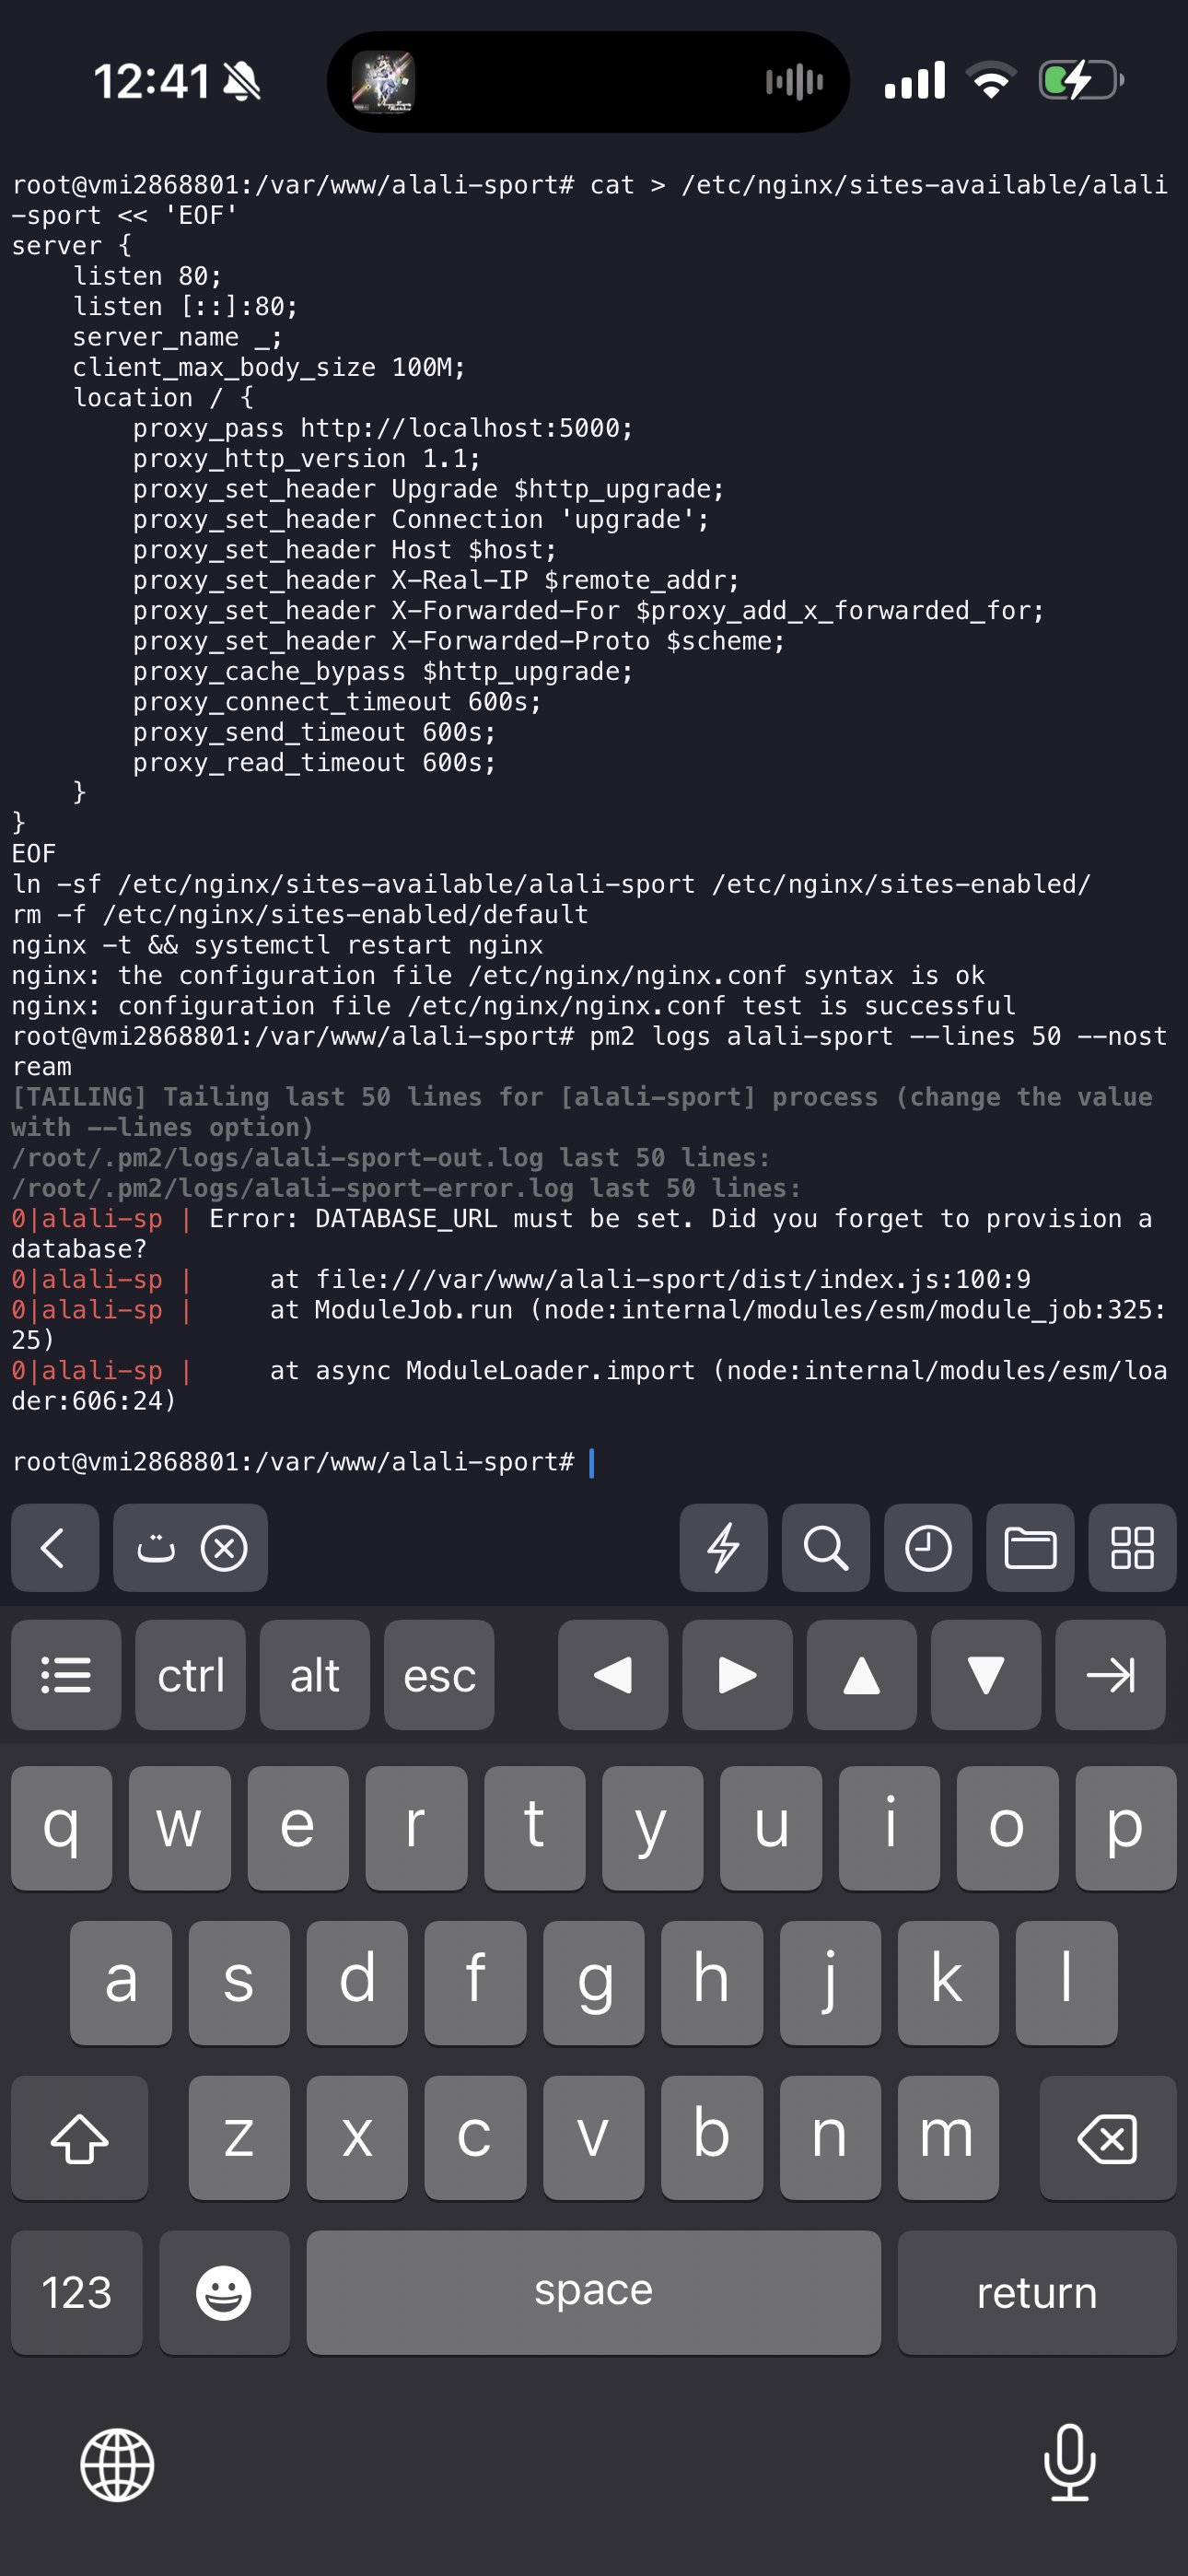 12:41
root@vmi2868801:/var/www/alali-sport# cat > /etc/nginx/sites-available/alali
-sport << 'EOF'
server {
    listen 80;
    listen [::]:80;
    server_name _;
    client_max_body_size 100M;
    location / {
        proxy_pass http://localhost:5000;
        proxy_http_version 1.1;
        proxy_set_header Upgrade $http_upgrade;
        proxy_set_header Connection 'upgrade';
        proxy_set_header Host $host;
        proxy_set_header X-Real-IP $remote_addr;
        proxy_set_header X-Forwarded-For $proxy_add_x_forwarded_for;
        proxy_set_header X-Forwarded-Proto $scheme;
        proxy_cache_bypass $http_upgrade;
        proxy_connect_timeout 600s;
        proxy_send_timeout 600s;
        proxy_read_timeout 600s;
    }
}
EOF
ln -sf /etc/nginx/sites-available/alali-sport /etc/nginx/sites-enabled/
rm -f /etc/nginx/sites-enabled/default
nginx -t && systemctl restart nginx
nginx: the configuration file /etc/nginx/nginx.conf syntax is ok
nginx: configuration file /etc/nginx/nginx.conf test is successful
root@vmi2868801:/var/www/alali-sport# pm2 logs alali-sport --lines 50 --nost
ream
[TAILING] Tailing last 50 lines for [alali-sport] process (change the value
with --lines option)
/root/.pm2/logs/alali-sport-out.log last 50 lines:
/root/.pm2/logs/alali-sport-error.log last 50 lines:
0|alali-sp | Error: DATABASE_URL must be set. Did you forget to provision a
database?
0|alali-sp |     at file:///var/www/alali-sport/dist/index.js:100:9
0|alali-sp |     at ModuleJob.run (node:internal/modules/esm/module_job:325:
25)
0|alali-sp |     at async ModuleLoader.import (node:internal/modules/esm/loa
der:606:24)
root@vmi2868801:/var/www/alali-sport#
ت
ctrl alt esc
q w e r t y u i o p
a s d f g h j k l
z x c v b n m
123 space return